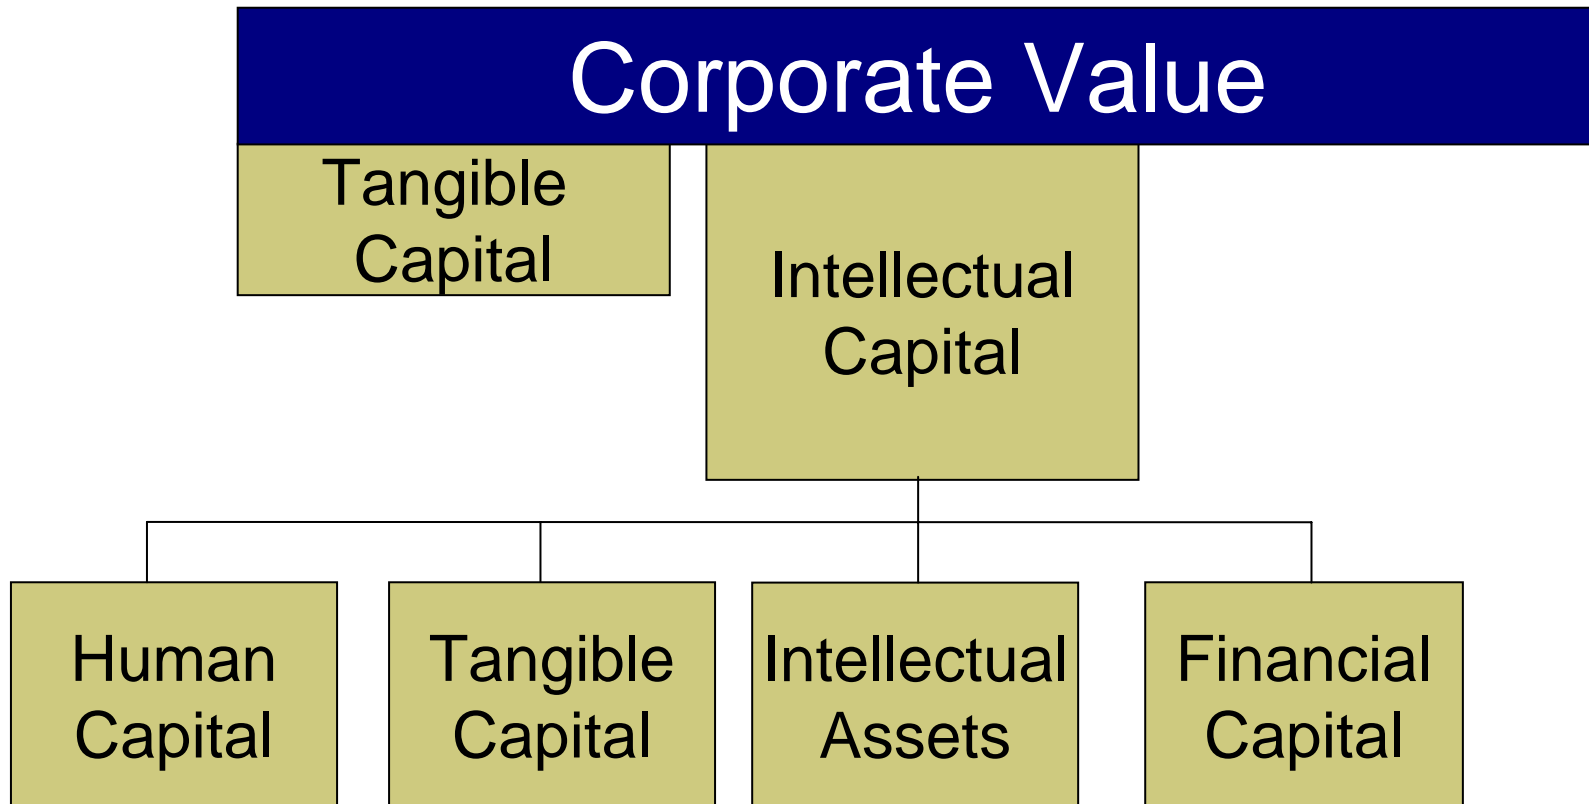 Corporate Value
Tangible
Capital
Intellectual
Capital
Human
Capital
Tangible
Capital
Intellectual
Assets
Financial
Capital